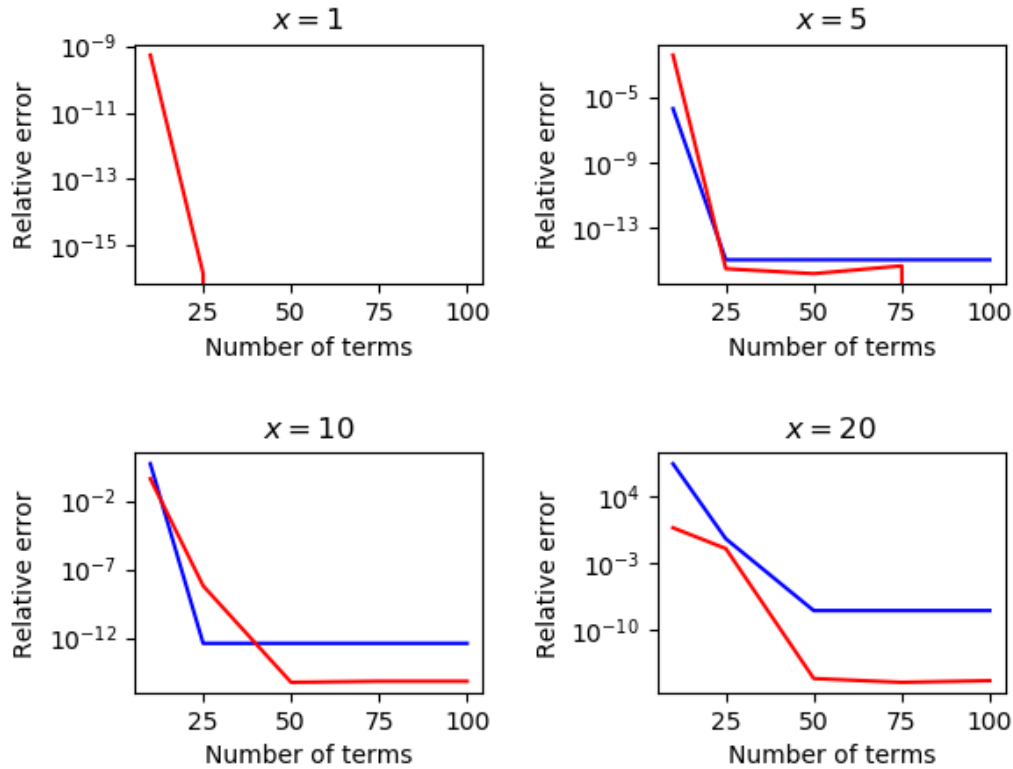 x = 1
10⁻⁹
10⁻¹¹
10⁻¹³
10⁻¹⁵
Relative error
25 50 75 100
Number of terms
x = 5
10⁻⁵
10⁻⁹
10⁻¹³
Relative error
25 50 75 100
Number of terms
x = 10
10⁻²
10⁻⁷
10⁻¹²
Relative error
25 50 75 100
Number of terms
x = 20
10⁴
10⁻³
10⁻¹⁰
Relative error
25 50 75 100
Number of terms